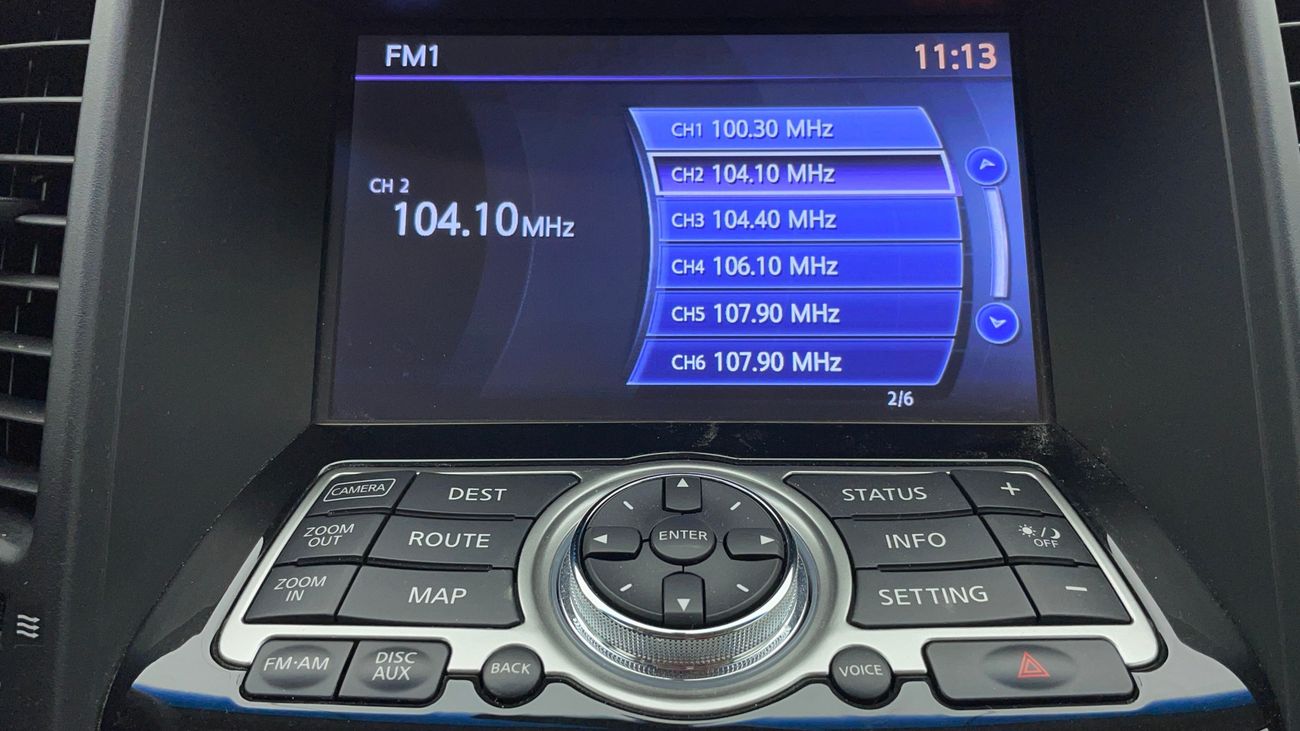 FM1 11:13
CH1 100.30 MHz
CH2 104.10 MHz
CH3 104.40 MHz
CH4 106.10 MHz
CH5 107.90 MHz
CH6 107.90 MHz
2/6
CH 2
104.10 MHz
CAMERA
DEST
ZOOM
OUT
ROUTE
ZOOM
IN
MAP
ENTER
STATUS
+
INFO
OFF
SETTING
−
FM·AM
DISC
AUX
BACK
VOICE